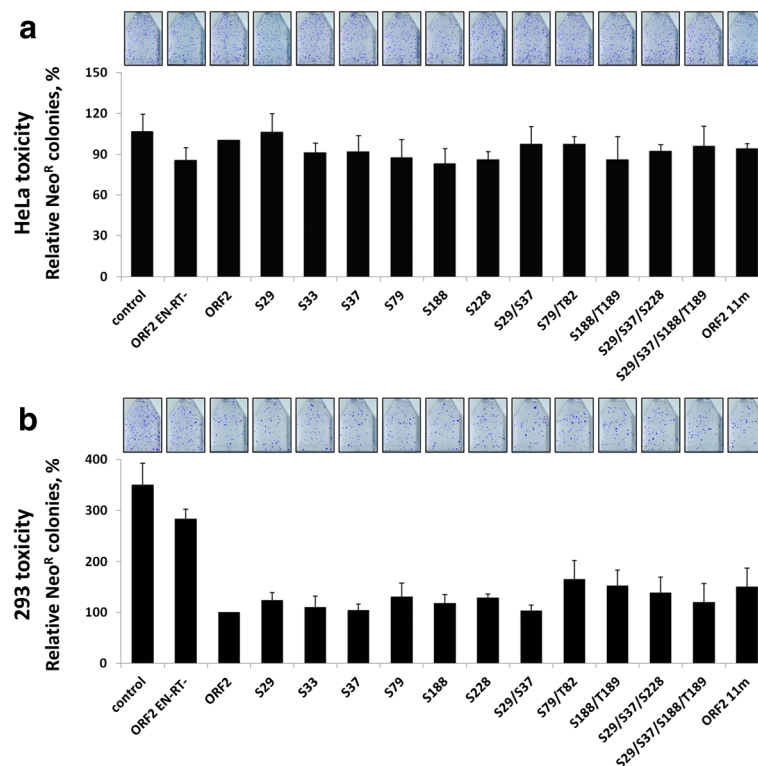 a
HeLa toxicity
Relative Neoᴿ colonies, %
150
120
90
60
30
0
control
ORF2 EN-RT-
ORF2
S29
S33
S37
S79
S188
S228
S29/S37
S79/T82
S188/T189
S29/S37/S228
S29/S37/S188/T189
ORF2 11m
b
293 toxicity
Relative Neoᴿ colonies, %
400
300
200
100
0
control
ORF2 EN-RT-
ORF2
S29
S33
S37
S79
S188
S228
S29/S37
S79/T82
S188/T189
S29/S37/S228
S29/S37/S188/T189
ORF2 11m